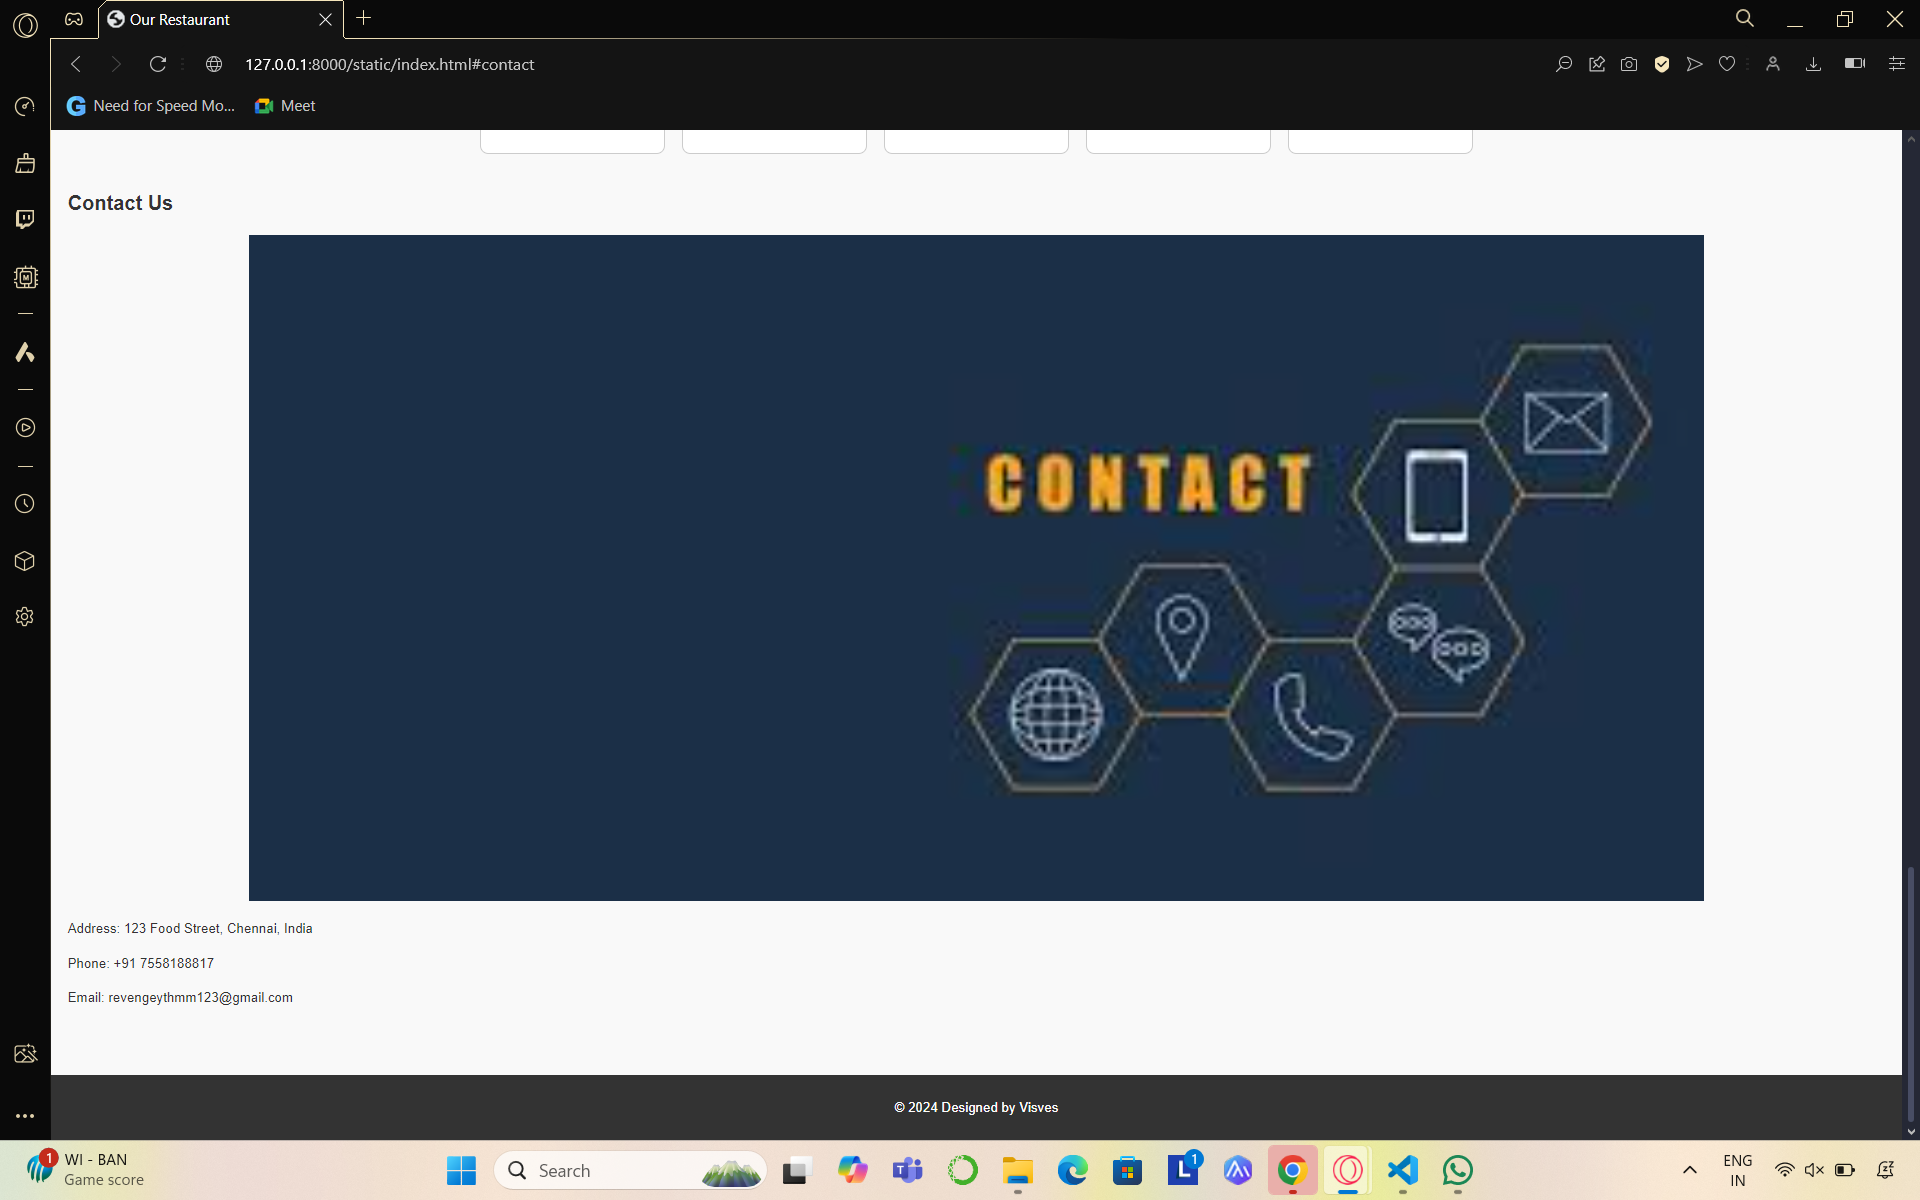 Our Restaurant
127.0.0.1:8000/static/index.html#contact
Need for Speed Mo...
Meet
Contact Us
CONTACT
Address: 123 Food Street, Chennai, India
Phone: +91 7558188817
Email: revengeythmm123@gmail.com
© 2024 Designed by Visves
1
WI - BAN
Game score
Search
1
ENG
IN